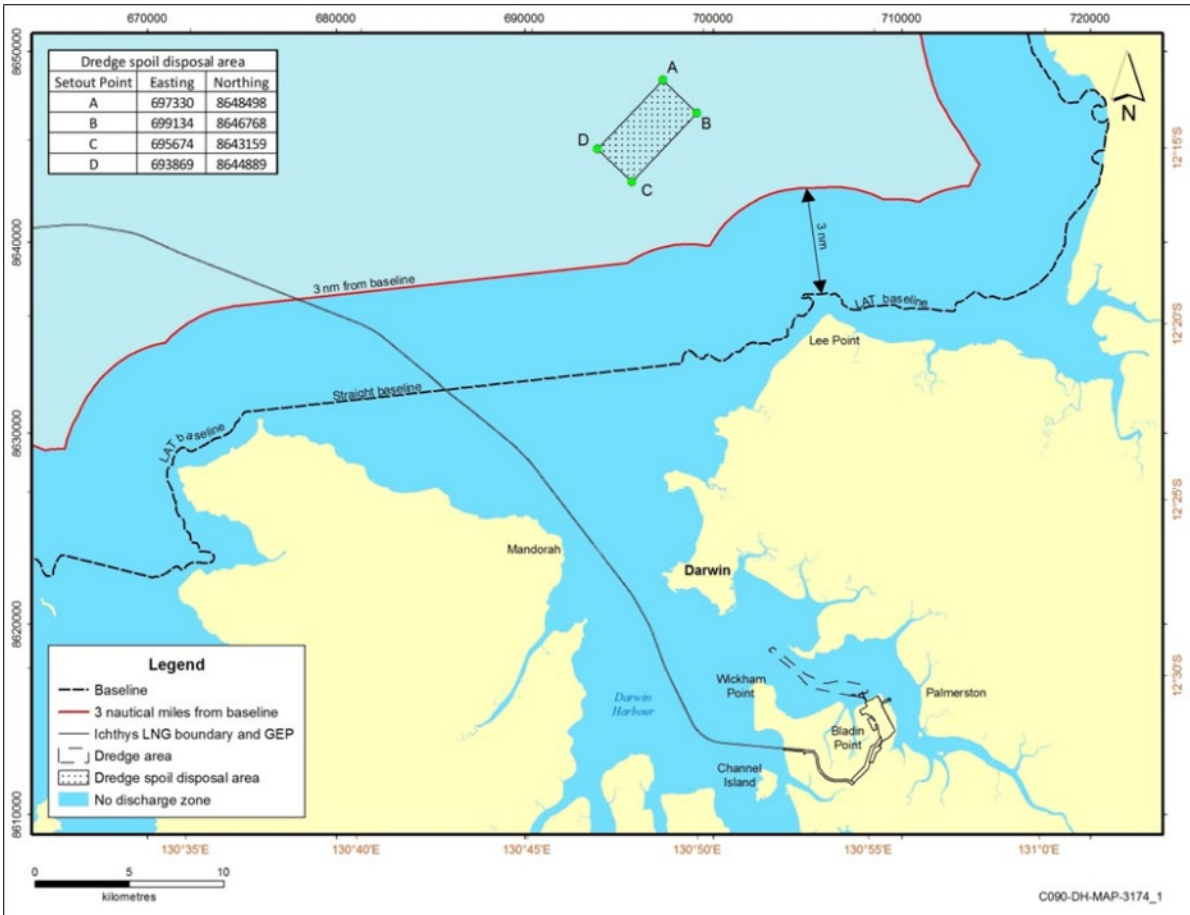 670000
680000
690000
700000
710000
720000
8650000
8640000
8630000
8620000
8610000
Dredge spoil disposal area
Setout Point Easting Northing
A 697330 8648498
B 699134 8646768
C 695674 8643159
D 693869 8644889
A
B
D
C
N
12°15'S
12°20'S
12°25'S
12°30'S
3 nm
3 nm from baseline
LAT baseline
Lee Point
Straight baseline
LAT baseline
Mandorah
Darwin
Wickham
Point
Palmerston
Darwin
Harbour
Bladin
Point
Channel
Island
Legend
Baseline
3 nautical miles from baseline
Ichthys LNG boundary and GEP
Dredge area
Dredge spoil disposal area
No discharge zone
130°35'E
130°40'E
130°45'E
130°50'E
130°55'E
131°0'E
0 5 10
kilometres
C090-DH-MAP-3174_1